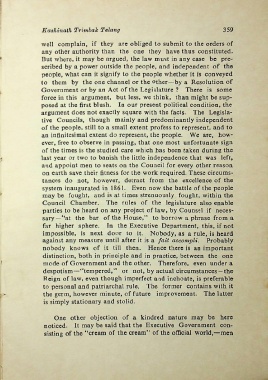 Kashinath Trimbak Telang 359
well complain, if they are obliged to submit to the orders of
any other authority than the one they have thus constituted.
But where, it may be argued, the law must in any case be pre-
scribed by a power outside the people, and independent of the
people, what can it signify to the people whether it is conveyed
to them by the one channel or the other—by a Resolution of
Government or by an Act of the Legislature? There is some
force in this argument, but less, we think, than might be sup-
posed at the first blush. In our present political condition, the
argument does not exactly square with the facts. The Legisla-
tive Councils, though mainly and predominantly independent
of the people, still to a small extent profess to represent, and to
an infinitesimal extent do represent, the people. We are, how-
ever, free to observe in passing, that one most unfortunate sign
of the times is the studied care which has been taken during the
last year or two to banish the little independence that was left,
and appoint men to seats on the Council for every other reason
on earth save their fitness for the work required. These circums-
tances do not, however, detract from the excellence of the
system inaugurated in 1861. Even now the battle of the people
may be fought, and is at times strenuously fought, within the
Council Chamber. The rules of the legislature also enable
parties to be heard on any project of law, by Counsel if neces-
sary—"at the bar of the House," to borrow a phrase from a
far higher sphere. In the Executive Department, this, if not
impossible, is next door to it. Nobody, as a rule, is heard
against any measures until after it is a fait accompli. Probably
nobody knows of it till then. Hence there is an important
distinction, both in principle and in practice, between the one
mode of Government and the other. Therefore, even under a
despotism—"tempered," or not, by actual circumstances—the
Reign of law, even though imperfect and inchoate, is preferable
to personal and patriarchal rule. The former contains with it
the germ, however minute, of future improvement. The latter
is simply stationary and stolid.
One other objection of a kindred nature may be here
noticed. It may be said that the Executive Government con-
sisting of the "cream of the cream" of the official world,—men